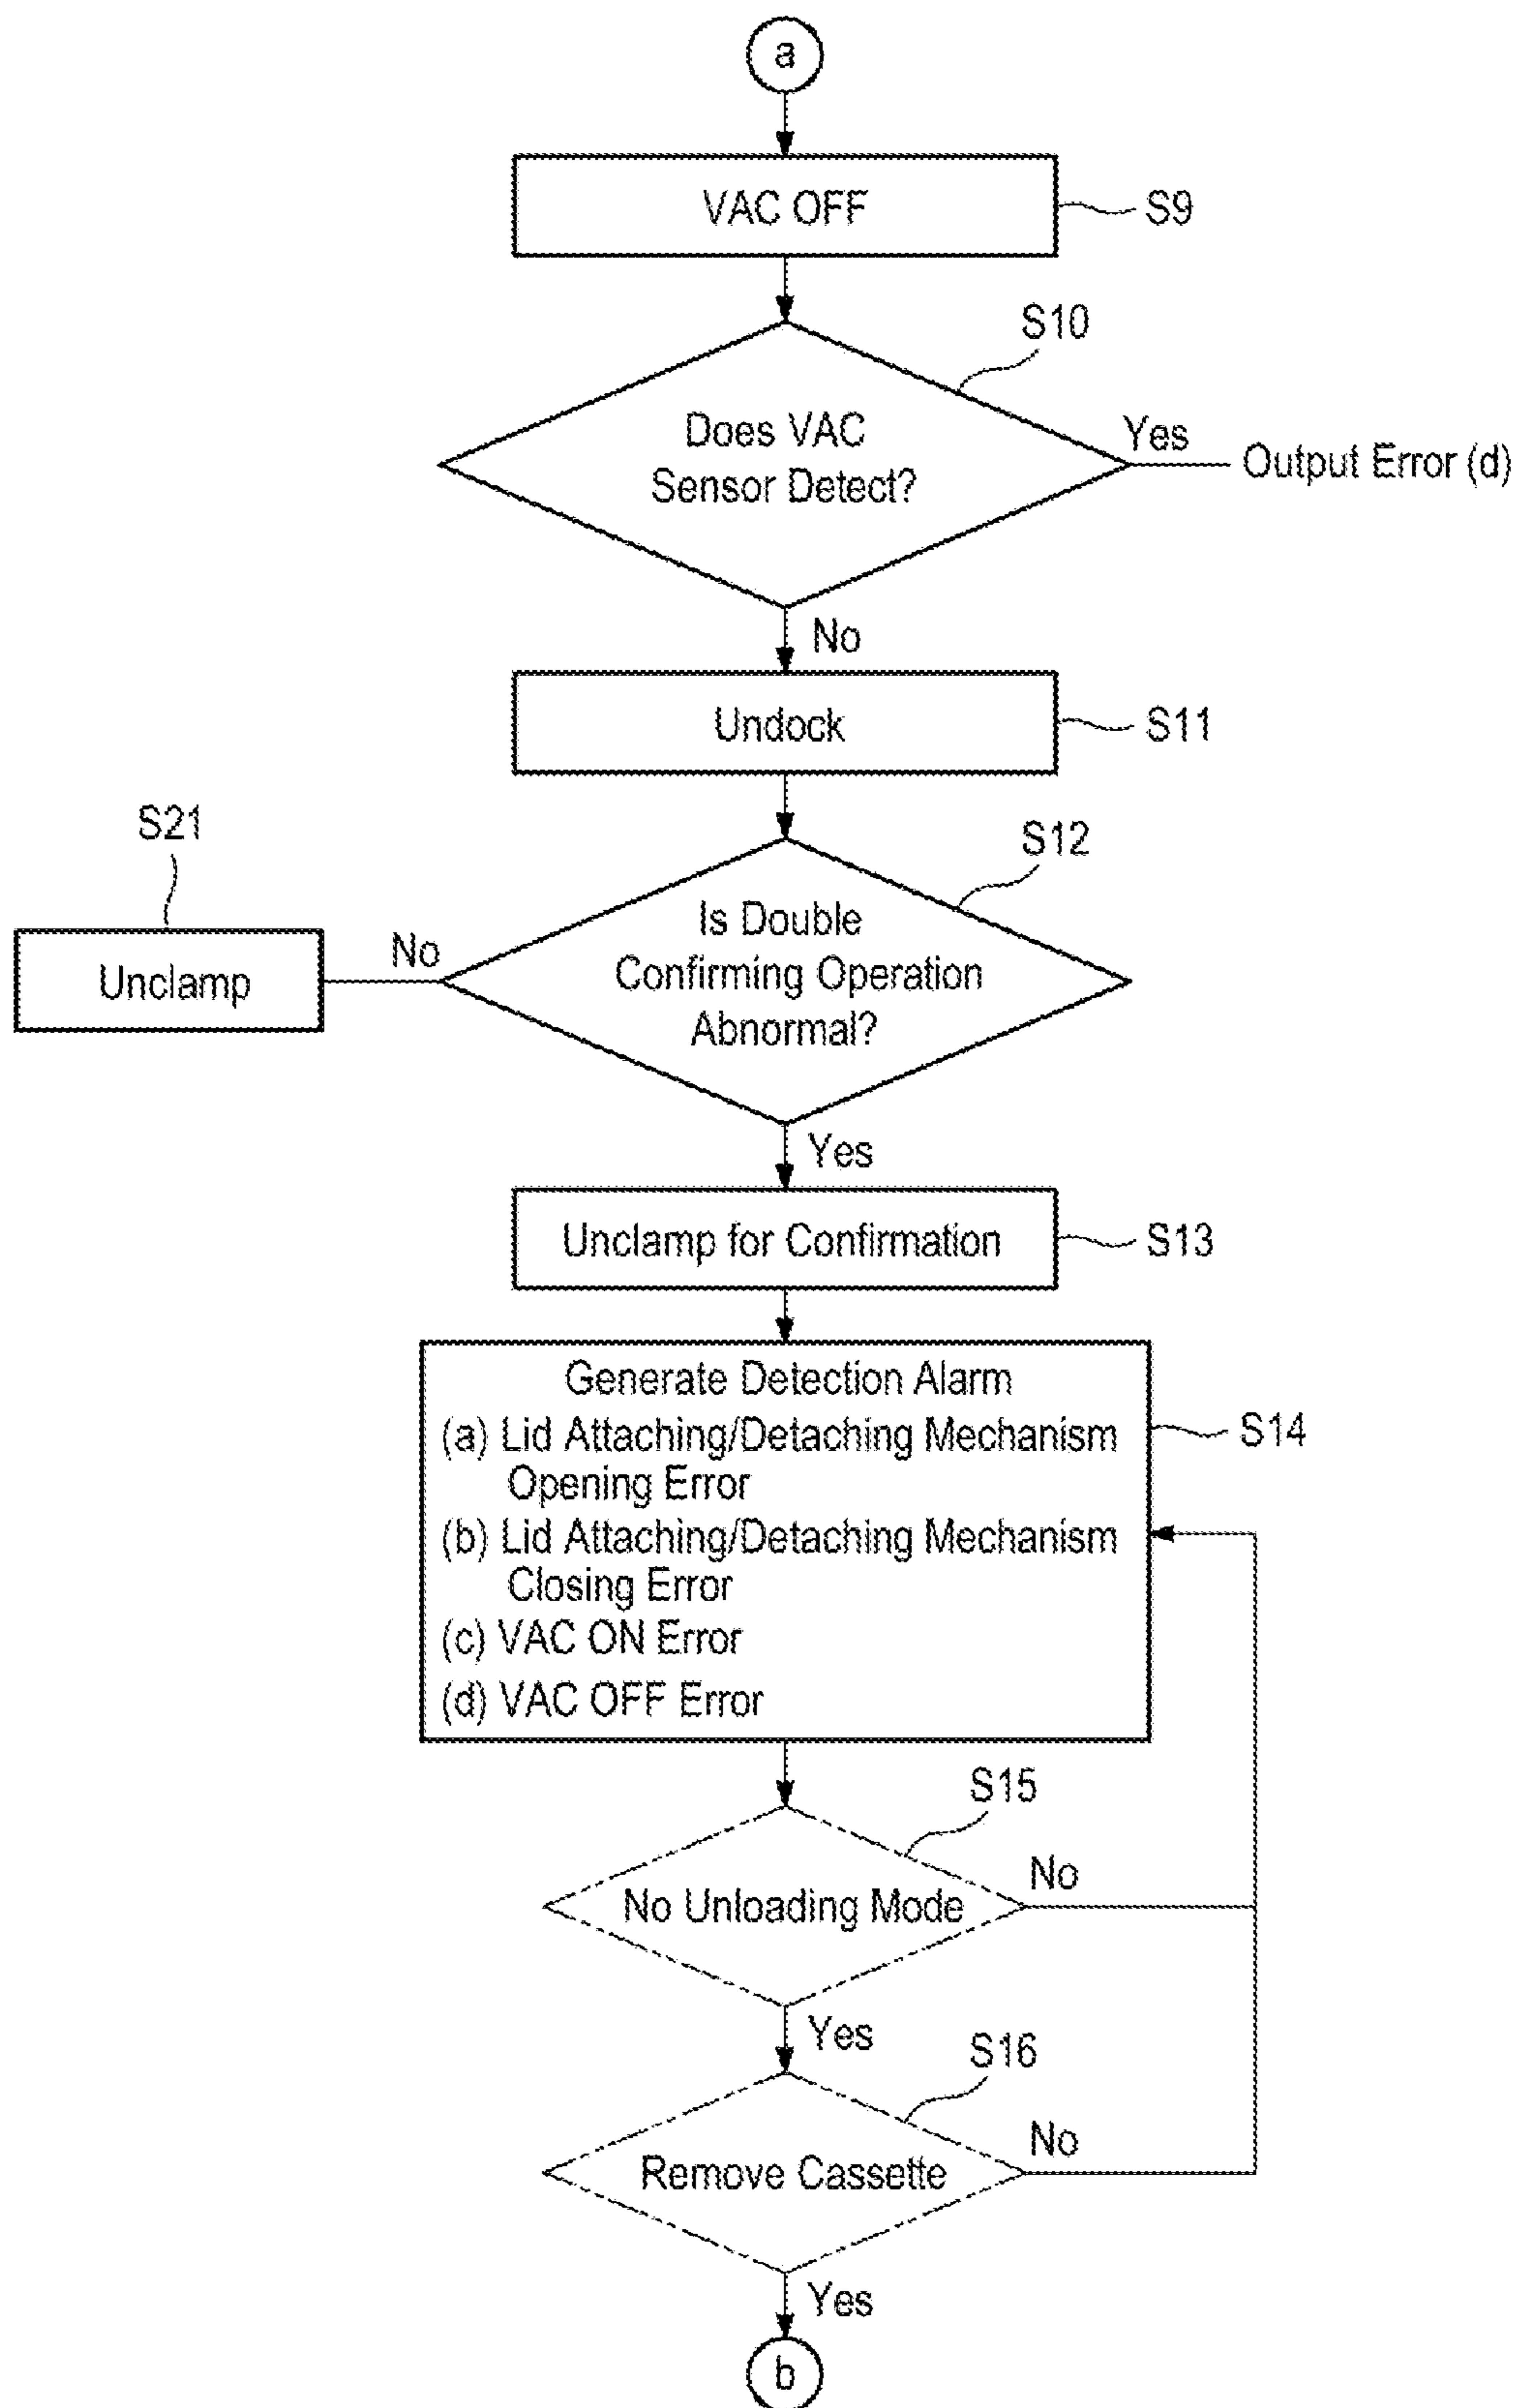 a
VAC OFF
S9
S10
Does VAC
Sensor Detect?
Yes
Output Error (d)
No
Undock
S11
S21
S12
Unclamp
No
Is Double
Confirming Operation
Abnormal?
Yes
Unclamp for Confirmation
S13
Generate Detection Alarm
(a) Lid Attaching/Detaching Mechanism
Opening Error
(b) Lid Attaching/Detaching Mechanism
Closing Error
(c) VAC ON Error
(d) VAC OFF Error
S14
S15
No Unloading Mode
No
Yes
S16
Remove Cassette
No
Yes
b